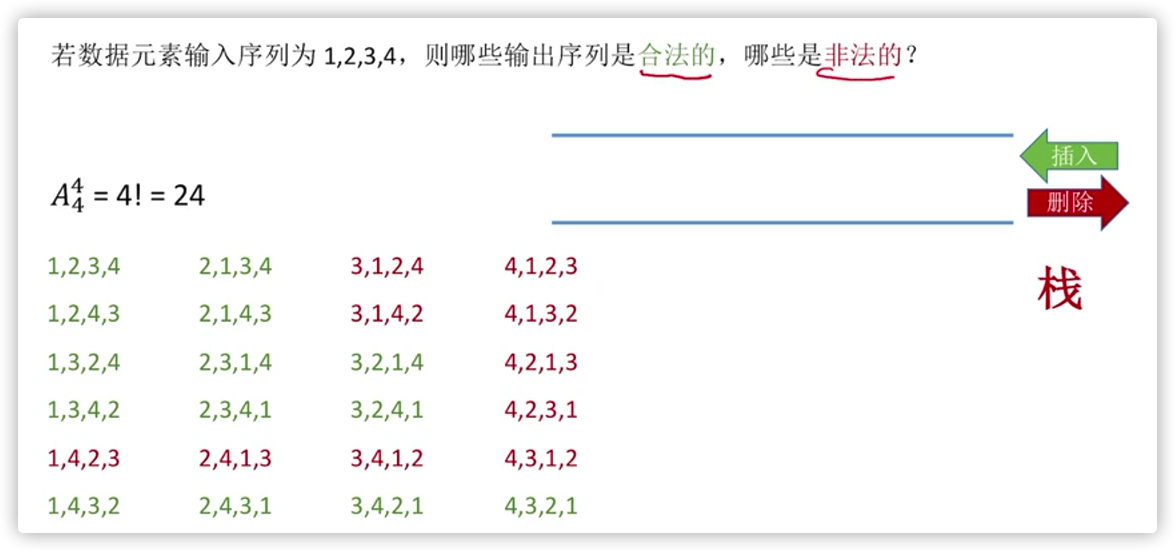 若数据元素输入序列为 1,2,3,4，则哪些输出序列是合法的，哪些是非法的？
插入
A₄⁴ = 4! = 24
删除
1,2,3,4 2,1,3,4 3,1,2,4 4,1,2,3
栈
1,2,4,3 2,1,4,3 3,1,4,2 4,1,3,2
1,3,2,4 2,3,1,4 3,2,1,4 4,2,1,3
1,3,4,2 2,3,4,1 3,2,4,1 4,2,3,1
1,4,2,3 2,4,1,3 3,4,1,2 4,3,1,2
1,4,3,2 2,4,3,1 3,4,2,1 4,3,2,1